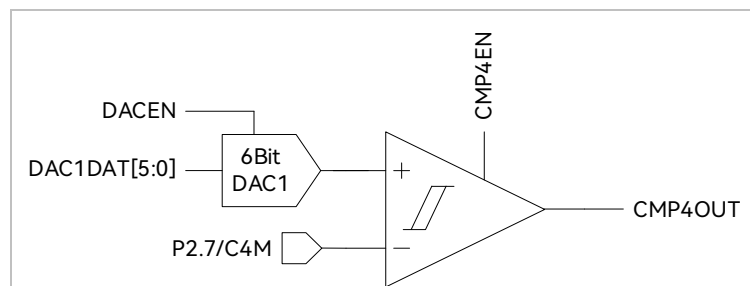 CMP4EN
DACEN
6Bit
DAC1
DAC1DAT[5:0]
+
CMP4OUT
P2.7/C4M
−